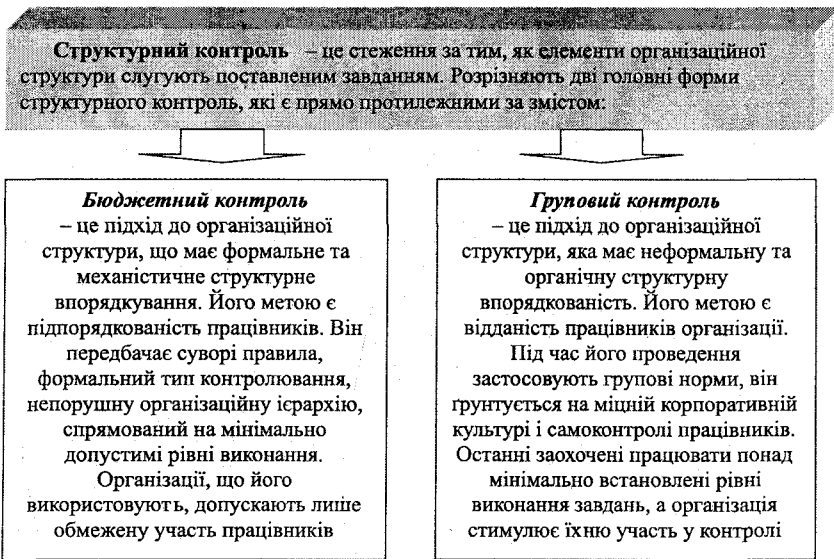 Структурний контроль – це стеження за тим, як елементи організаційної
структури слугують поставленим завданням. Розрізняють дві головні форми
структурного контроль, які є прямо протилежними за змістом:
Бюджетний контроль
– це підхід до організаційної
структури, що має формальне та
механістичне структурне
впорядкування. Його метою є
підпорядкованість працівників. Він
передбачає суворі правила,
формальний тип контролювання,
непорушну організаційну ієрархію,
спрямований на мінімально
допустимі рівні виконання.
Організації, що його
використовують, допускають лише
обмежену участь працівників
Груповий контроль
– це підхід до організаційної
структури, яка має неформальну та
органічну структурну
впорядкованість. Його метою є
відданість працівників організації.
Під час його проведення
застосовують групові норми, він
ґрунтується на міцній корпоративній
культурі і самоконтролі працівників.
Останні заохочені працювати понад
мінімально встановлені рівні
виконання завдань, а організація
стимулює їхню участь у контролі